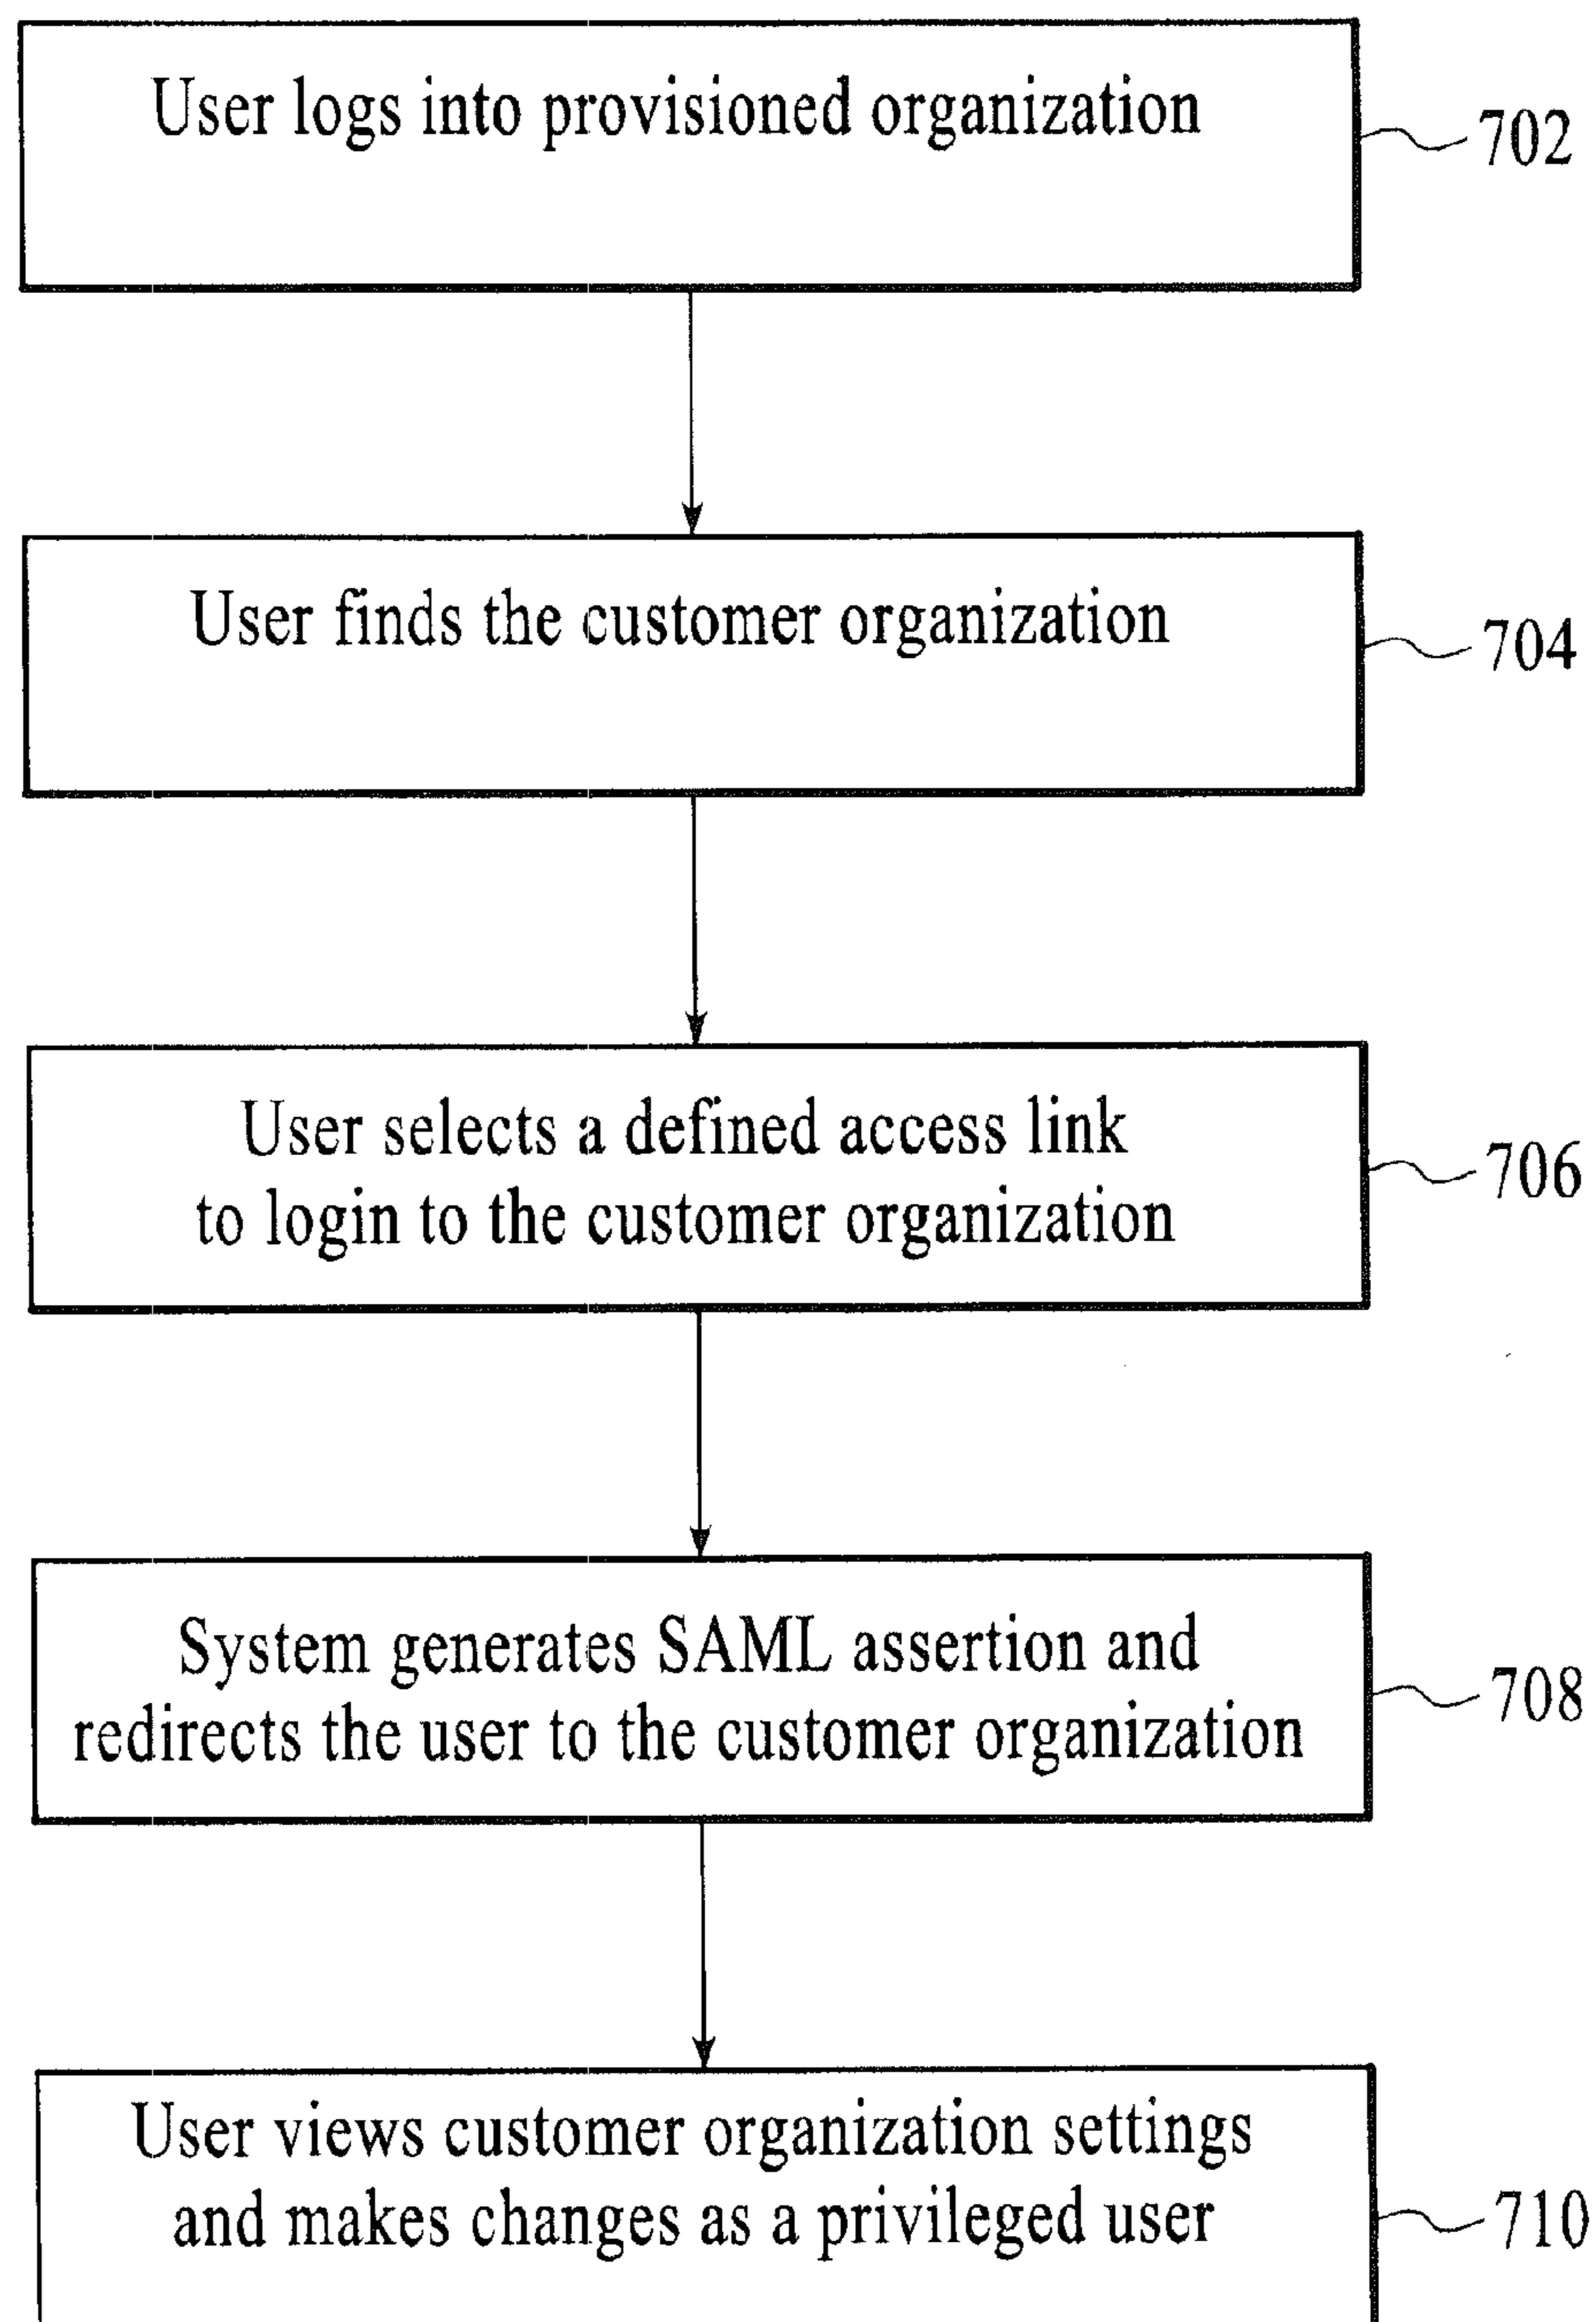 User logs into provisioned organization
702
User finds the customer organization
704
User selects a defined access link
to login to the customer organization
706
System generates SAML assertion and
redirects the user to the customer organization
708
User views customer organization settings
and makes changes as a privileged user
710